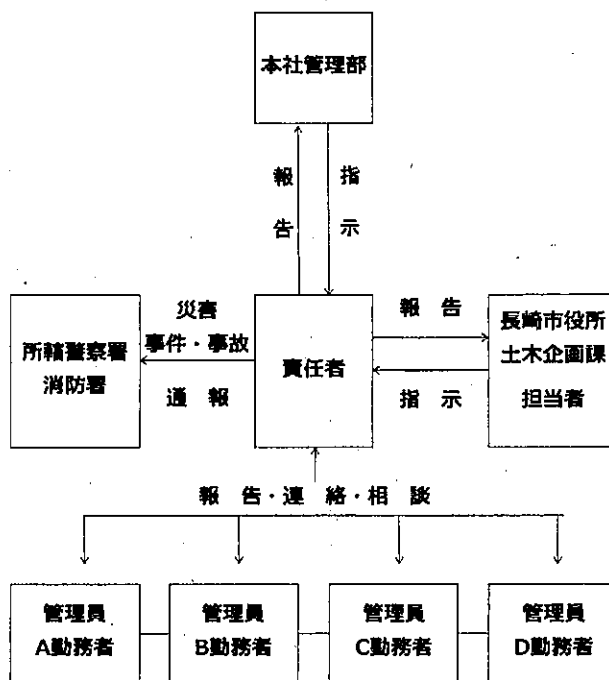 本社管理部
報告
指示
所轄警察署
消防署
災害
事件・事故
通報
責任者
報告
指示
長崎市役所
土木企画課
担当者
報告・連絡・相談
管理員
A勤務者
管理員
B勤務者
管理員
C勤務者
管理員
D勤務者